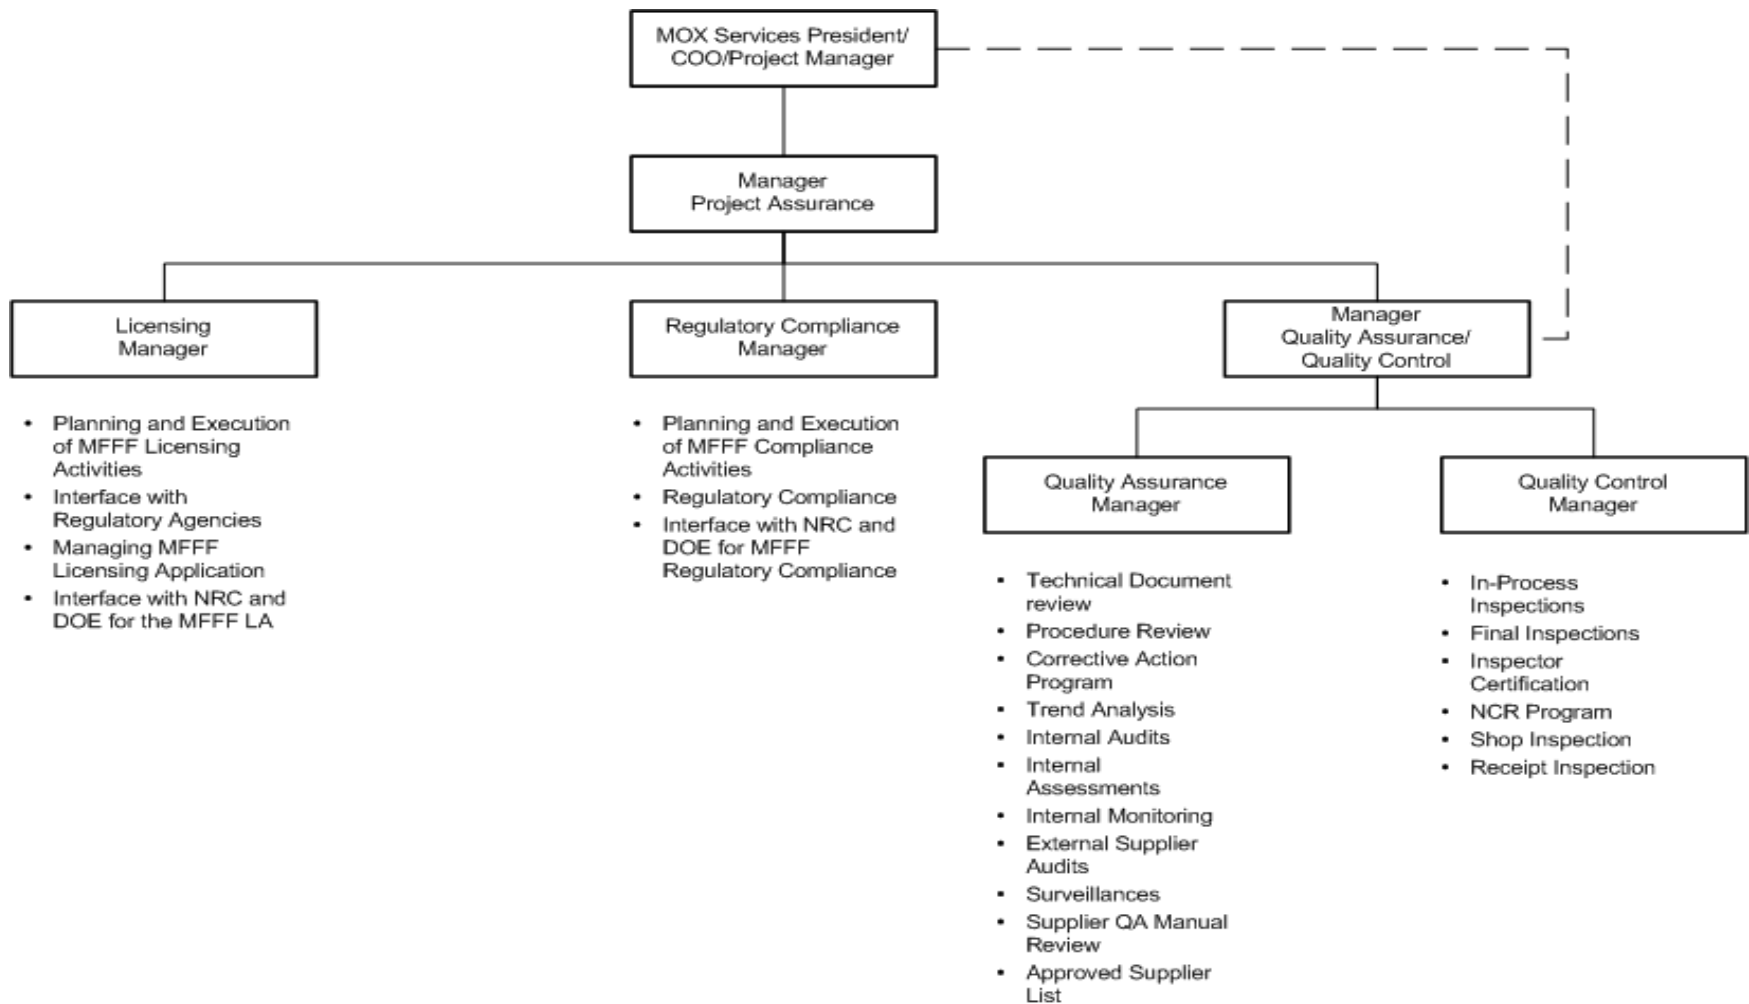 MOX Services President/
COO/Project Manager
Manager
Project Assurance
Licensing
Manager
Regulatory Compliance
Manager
Manager
Quality Assurance/
Quality Control
• Planning and Execution
of MFFF Licensing
Activities
• Interface with
Regulatory Agencies
• Managing MFFF
Licensing Application
• Interface with NRC and
DOE for the MFFF LA
• Planning and Execution
of MFFF Compliance
Activities
• Regulatory Compliance
• Interface with NRC and
DOE for MFFF
Regulatory Compliance
Quality Assurance
Manager
Quality Control
Manager
• Technical Document
review
• Procedure Review
• Corrective Action
Program
• Trend Analysis
• Internal Audits
• Internal
Assessments
• Internal Monitoring
• External Supplier
Audits
• Surveillances
• Supplier QA Manual
Review
• Approved Supplier
List
• In-Process
Inspections
• Final Inspections
• Inspector
Certification
• NCR Program
• Shop Inspection
• Receipt Inspection